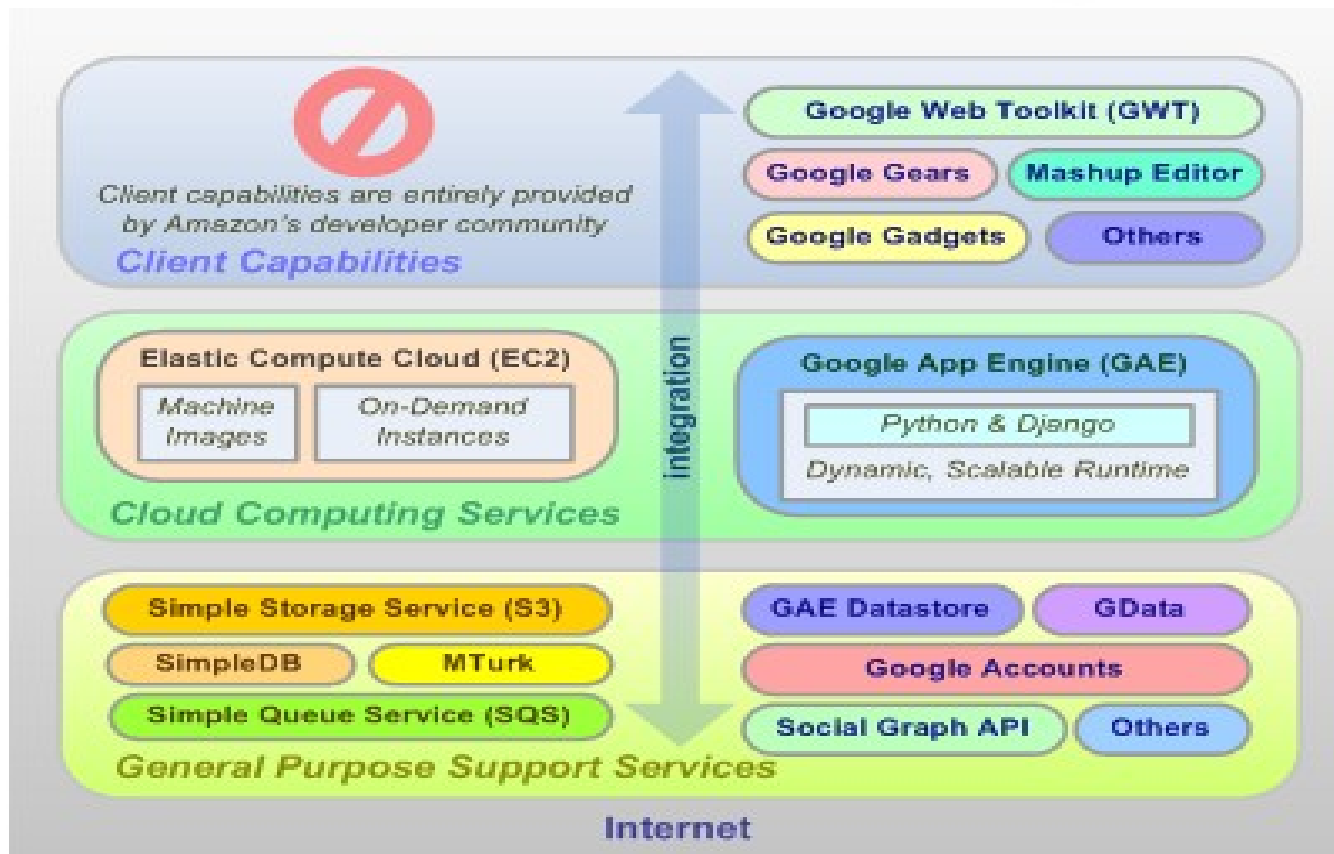 Client capabilities are entirely provided
by Amazon's developer community
Client Capabilities
Google Web Toolkit (GWT)
Google Gears
Mashup Editor
Google Gadgets
Others
integration
Elastic Compute Cloud (EC2)
Machine
Images
On-Demand
Instances
Cloud Computing Services
Google App Engine (GAE)
Python & Django
Dynamic, Scalable Runtime
Simple Storage Service (S3)
SimpleDB
MTurk
Simple Queue Service (SQS)
General Purpose Support Services
GAE Datastore
GData
Google Accounts
Social Graph API
Others
Internet